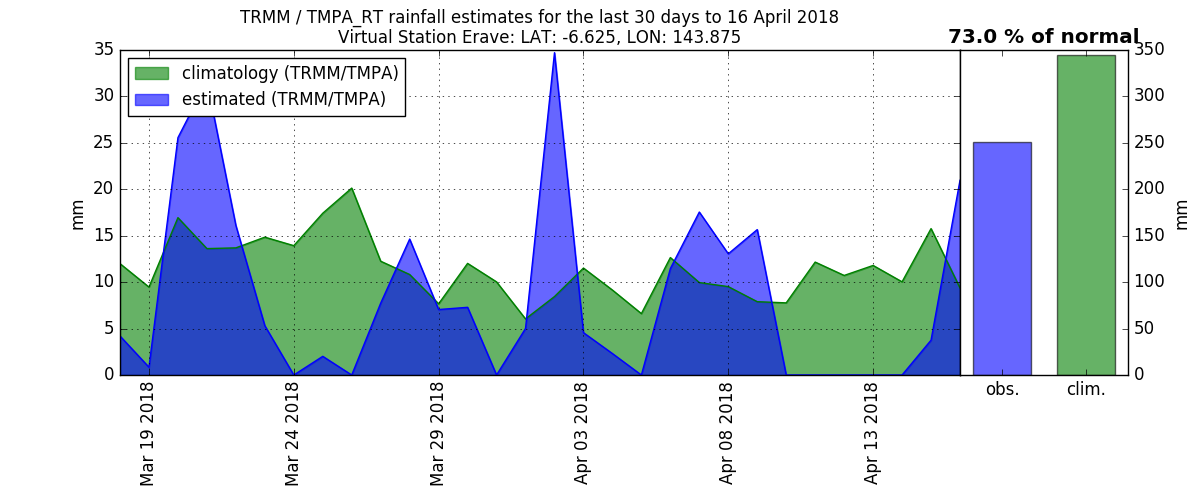 TRMM / TMPA_RT rainfall estimates for the last 30 days to 16 April 2018
Virtual Station Erave: LAT: -6.625, LON: 143.875
73.0 % of normal
climatology (TRMM/TMPA)
estimated (TRMM/TMPA)
35
30
25
20
15
10
5
0
mm
Mar 19 2018
Mar 24 2018
Mar 29 2018
Apr 03 2018
Apr 08 2018
Apr 13 2018
350
300
250
200
150
100
50
0
mm
obs.
clim.